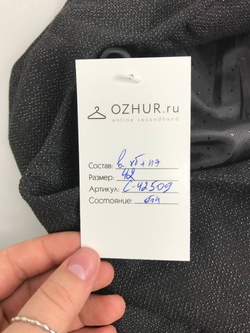 OZHUR.ru
online secondhand
Состав:
Размер: 42
Артикул: С-42509
Состояние: